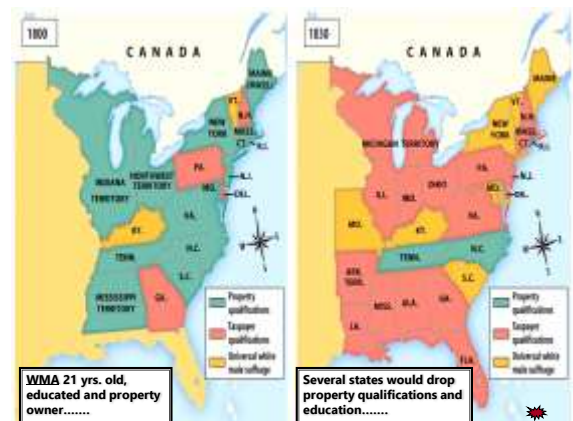 1800
CANADA
MAINE
(MASS.)
VT.
N.H.
NEW
YORK
MASS.
CT.
R.I.
PA.
N.J.
MD.
DEL.
INDIANA
TERRITORY
NORTHWEST
TERRITORY
VA.
KY.
N.C.
TENN.
S.C.
MISSISSIPPI
TERRITORY
GA.
Property
qualifications
Taxpayer
qualifications
Universal white
male suffrage
WMA 21 yrs. old,
educated and property
owner.......
1830
CANADA
MAINE
VT.
N.H.
NEW
YORK
MASS.
CT.
R.I.
MICHIGAN TERRITORY
PA.
N.J.
OHIO
MD.
DEL.
ILL.
IND.
VA.
MO.
KY.
N.C.
TENN.
ARK.
TERR.
S.C.
MISS.
ALA.
GA.
LA.
FLA.
Property
qualifications
Taxpayer
qualifications
Universal white
male suffrage
Several states would drop
property qualifications and
education.......